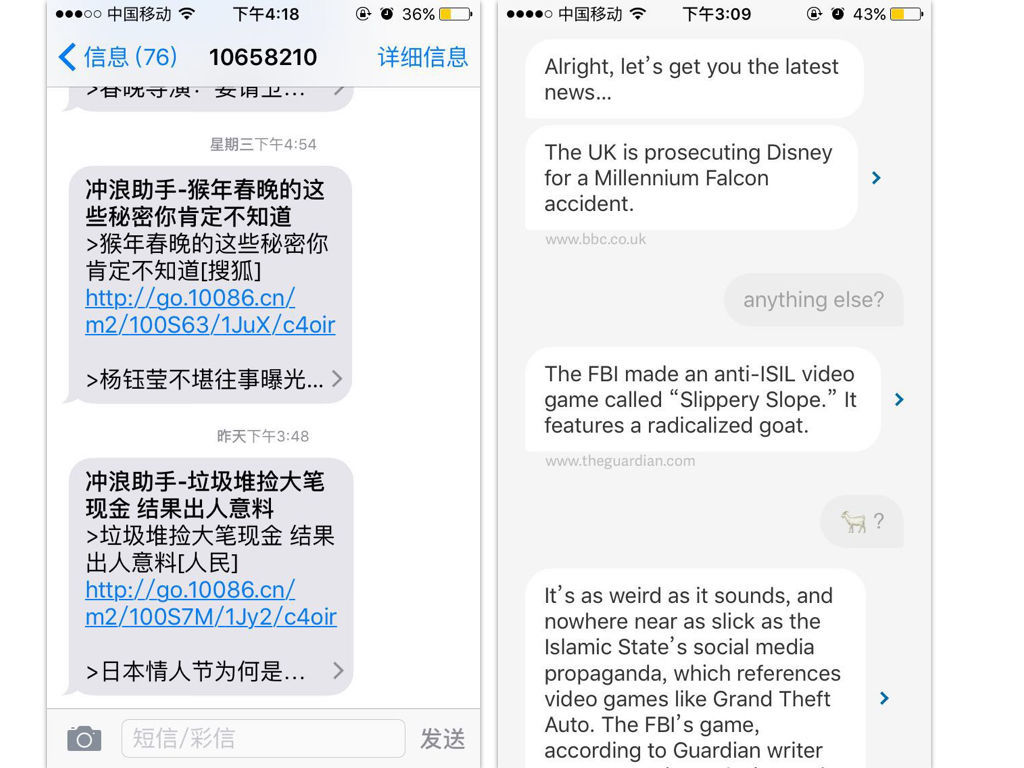 中国移动
下午4:18
36%
信息 (76)
10658210
详细信息
>春晚导演：要请卫...
星期三下午4:54
冲浪助手-猴年春晚的这
些秘密你肯定不知道
>猴年春晚的这些秘密你
肯定不知道[搜狐]
http://go.10086.cn/
m2/100S63/1JuX/c4oir
>杨钰莹不堪往事曝光...
昨天下午3:48
冲浪助手-垃圾堆捡大笔
现金 结果出人意料
>垃圾堆捡大笔现金 结果
出人意料[人民]
http://go.10086.cn/
m2/100S7M/1Jy2/c4oir
>日本情人节为何是...
短信/彩信
发送
中国移动
下午3:09
43%
Alright, let's get you the latest
news...
The UK is prosecuting Disney
for a Millennium Falcon
accident.
www.bbc.co.uk
anything else?
The FBI made an anti-ISIL video
game called “Slippery Slope.” It
features a radicalized goat.
www.theguardian.com
🐐 ?
It's as weird as it sounds, and
nowhere near as slick as the
Islamic State's social media
propaganda, which references
video games like Grand Theft
Auto. The FBI's game,
according to Guardian writer